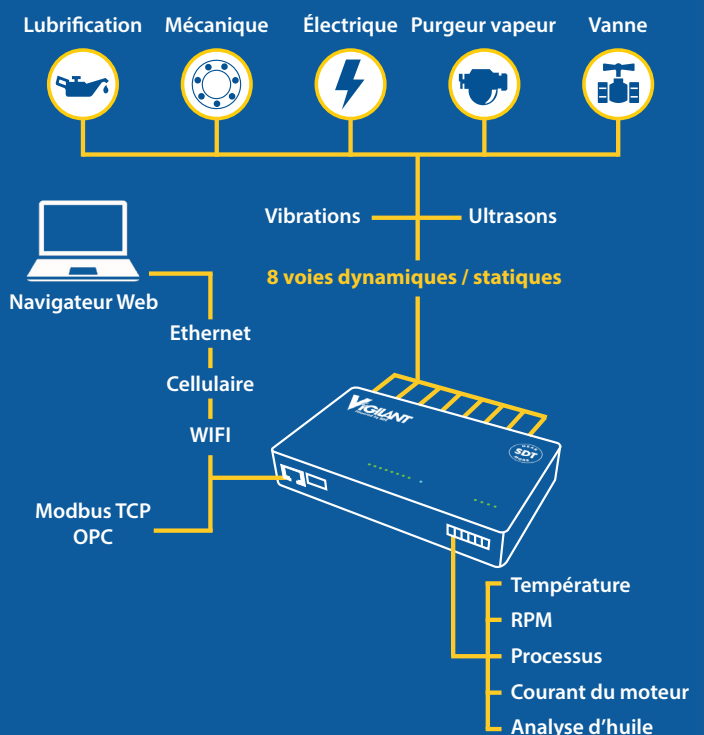 Lubrification Mécanique Électrique Purgeur vapeur Vanne
Vibrations Ultrasons
8 voies dynamiques / statiques
Navigateur Web
Ethernet
Cellulaire
WIFI
Modbus TCP
OPC
VIGILANT
SDT
Température
RPM
Processus
Courant du moteur
Analyse d'huile